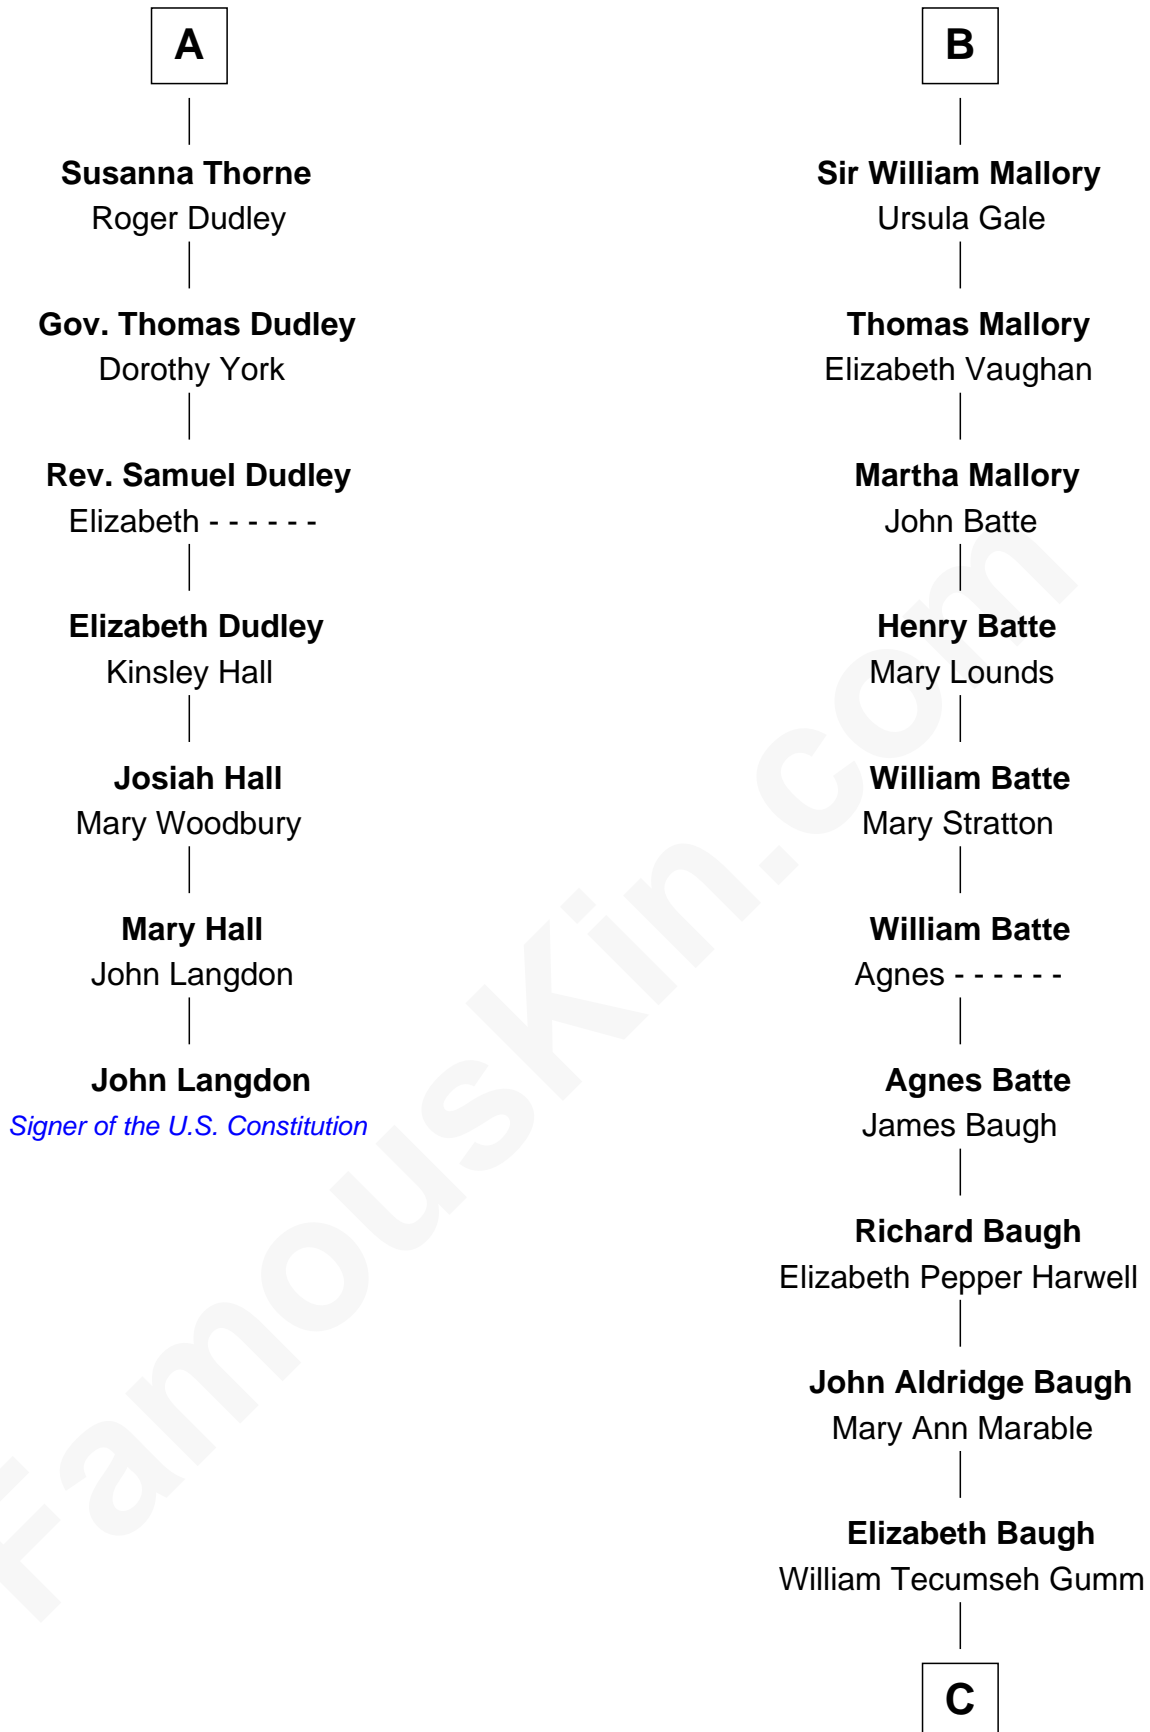 A
Susanna Thorne
Roger Dudley
Gov. Thomas Dudley
Dorothy York
Rev. Samuel Dudley
Elizabeth - - - - - -
Elizabeth Dudley
Kinsley Hall
Josiah Hall
Mary Woodbury
Mary Hall
John Langdon
John Langdon
Signer of the U.S. Constitution
B
Sir William Mallory
Ursula Gale
Thomas Mallory
Elizabeth Vaughan
Martha Mallory
John Batte
Henry Batte
Mary Lounds
William Batte
Mary Stratton
William Batte
Agnes - - - - - -
Agnes Batte
James Baugh
Richard Baugh
Elizabeth Pepper Harwell
John Aldridge Baugh
Mary Ann Marable
Elizabeth Baugh
William Tecumseh Gumm
C
FamousKin.com